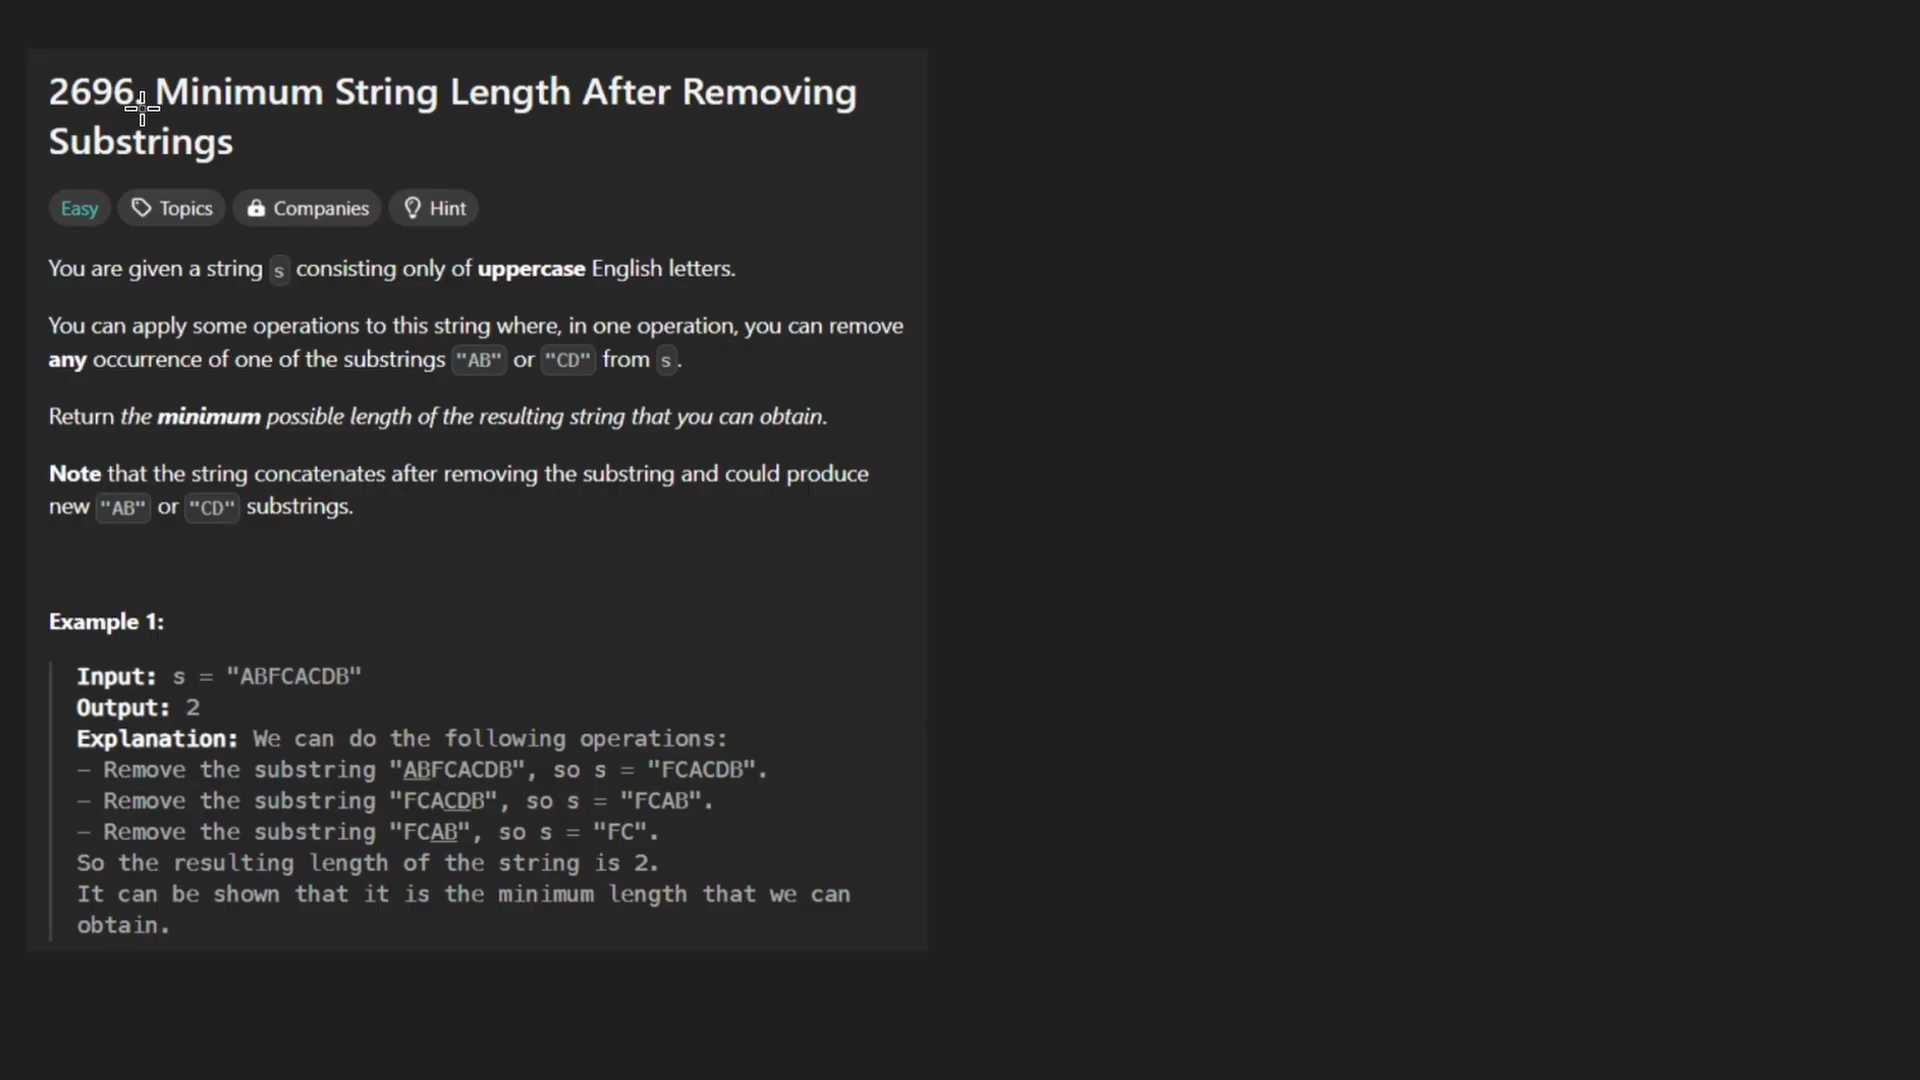 2696. Minimum String Length After Removing
Substrings
Easy Topics Companies Hint
You are given a string s consisting only of uppercase English letters.
You can apply some operations to this string where, in one operation, you can remove
any occurrence of one of the substrings "AB" or "CD" from s.
Return the minimum possible length of the resulting string that you can obtain.
Note that the string concatenates after removing the substring and could produce
new "AB" or "CD" substrings.
Example 1:
Input: s = "ABFCACDB"
Output: 2
Explanation: We can do the following operations:
– Remove the substring "ABFCACDB", so s = "FCACDB".
– Remove the substring "FCACDB", so s = "FCAB".
– Remove the substring "FCAB", so s = "FC".
So the resulting length of the string is 2.
It can be shown that it is the minimum length that we can
obtain.